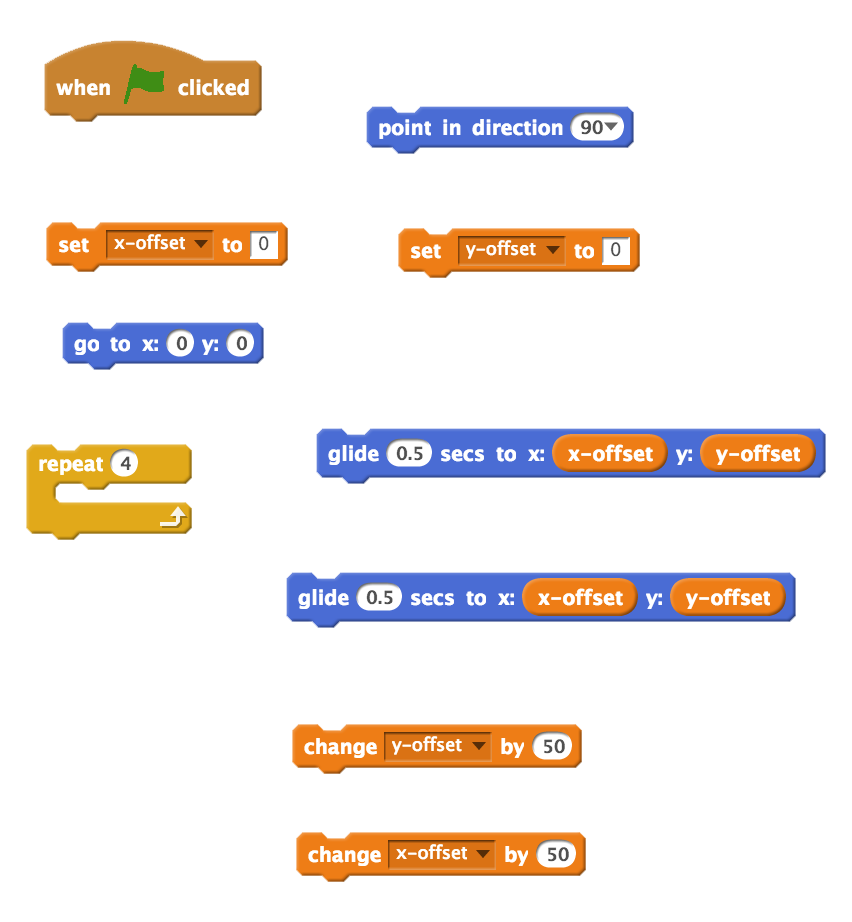 when clicked
point in direction 90
set x-offset to 0
set y-offset to 0
go to x: 0 y: 0
repeat 4
glide 0.5 secs to x: x-offset y: y-offset
glide 0.5 secs to x: x-offset y: y-offset
change y-offset by 50
change x-offset by 50